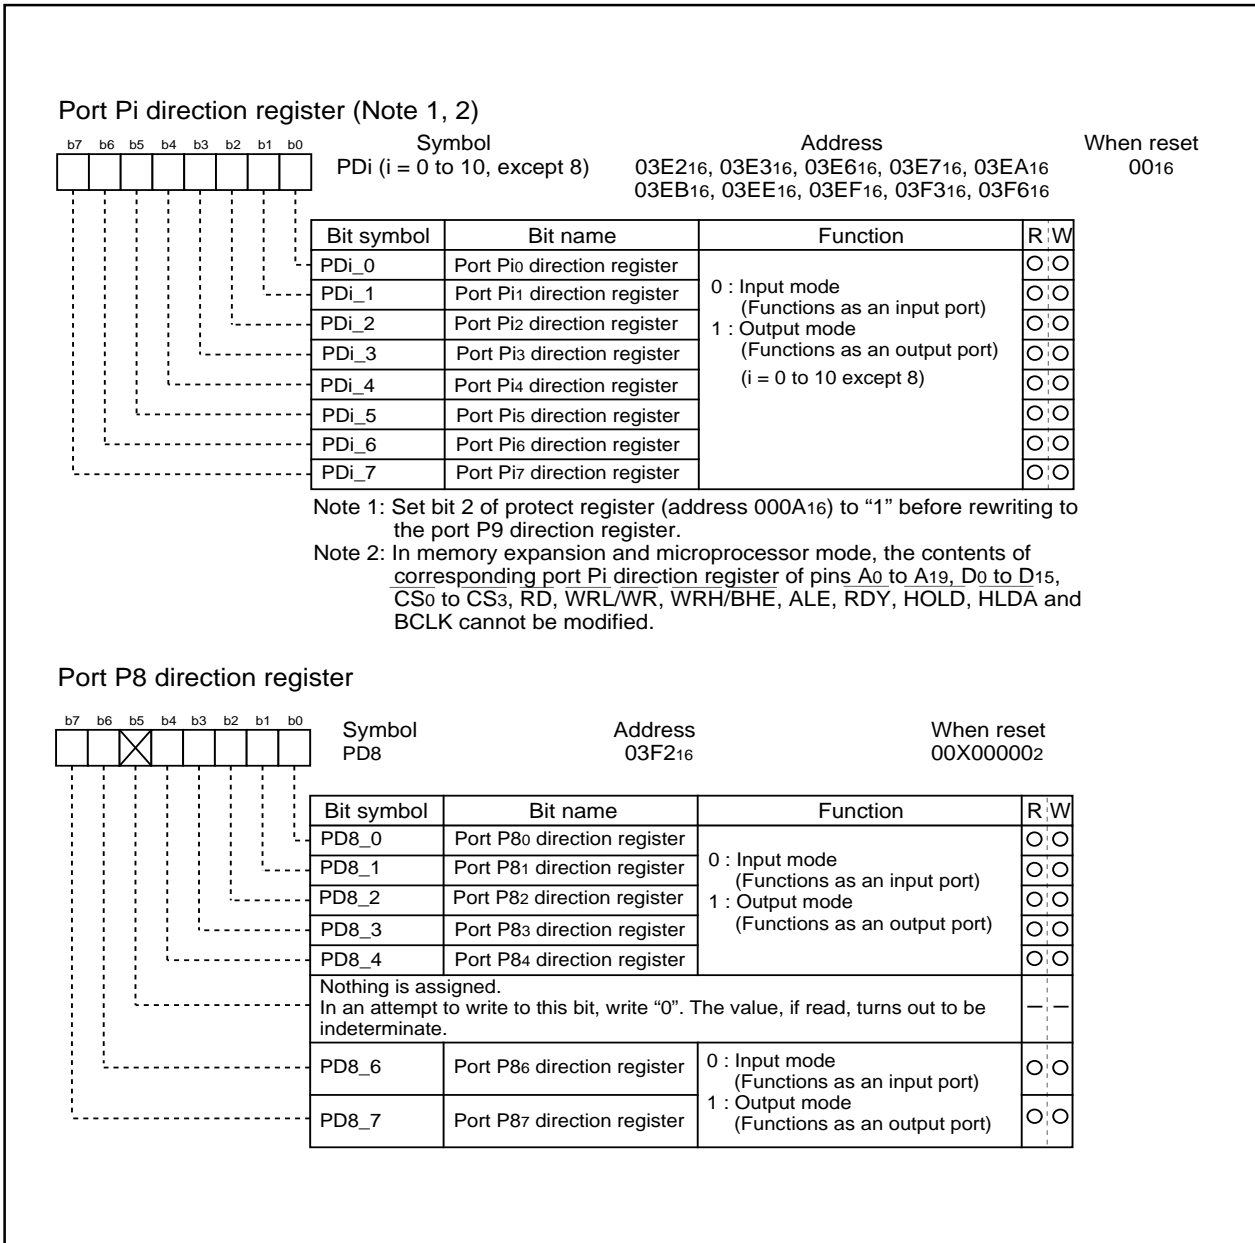 Port Pi direction register (Note 1, 2)
b7 b6 b5 b4 b3 b2 b1 b0
Symbol Address When reset
PDi (i = 0 to 10, except 8) 03E216, 03E316, 03E616, 03E716, 03EA16 0016
03EB16, 03EE16, 03EF16, 03F316, 03F616
Bit symbol Bit name Function R W
PDi_0 Port Pi0 direction register
PDi_1 Port Pi1 direction register
PDi_2 Port Pi2 direction register
PDi_3 Port Pi3 direction register
PDi_4 Port Pi4 direction register
PDi_5 Port Pi5 direction register
PDi_6 Port Pi6 direction register
PDi_7 Port Pi7 direction register
0 : Input mode
(Functions as an input port)
1 : Output mode
(Functions as an output port)
(i = 0 to 10 except 8)
Note 1: Set bit 2 of protect register (address 000A16) to “1” before rewriting to
the port P9 direction register.
Note 2: In memory expansion and microprocessor mode, the contents of
corresponding port Pi direction register of pins A0 to A19, D0 to D15,
CS0 to CS3, RD, WRL/WR, WRH/BHE, ALE, RDY, HOLD, HLDA and
BCLK cannot be modified.
Port P8 direction register
b7 b6 b5 b4 b3 b2 b1 b0
Symbol Address When reset
PD8 03F216 00X000002
Bit symbol Bit name Function R W
PD8_0 Port P80 direction register
PD8_1 Port P81 direction register
PD8_2 Port P82 direction register
PD8_3 Port P83 direction register
PD8_4 Port P84 direction register
0 : Input mode
(Functions as an input port)
1 : Output mode
(Functions as an output port)
Nothing is assigned.
In an attempt to write to this bit, write “0”. The value, if read, turns out to be
indeterminate.
PD8_6 Port P86 direction register
PD8_7 Port P87 direction register
0 : Input mode
(Functions as an input port)
1 : Output mode
(Functions as an output port)